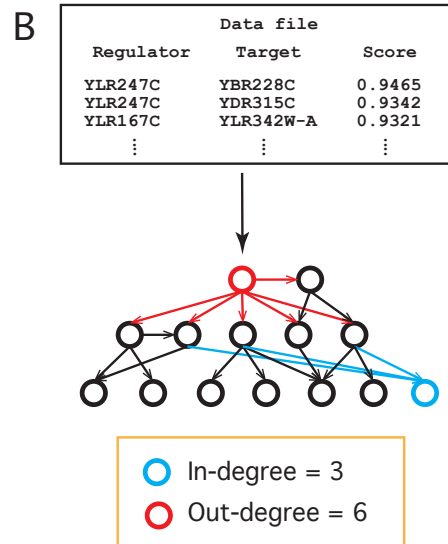 B
Data file
Regulator Target Score
YLR247C YBR228C 0.9465
YLR247C YDR315C 0.9342
YLR167C YLR342W-A 0.9321
⋮ ⋮ ⋮
In-degree = 3
Out-degree = 6